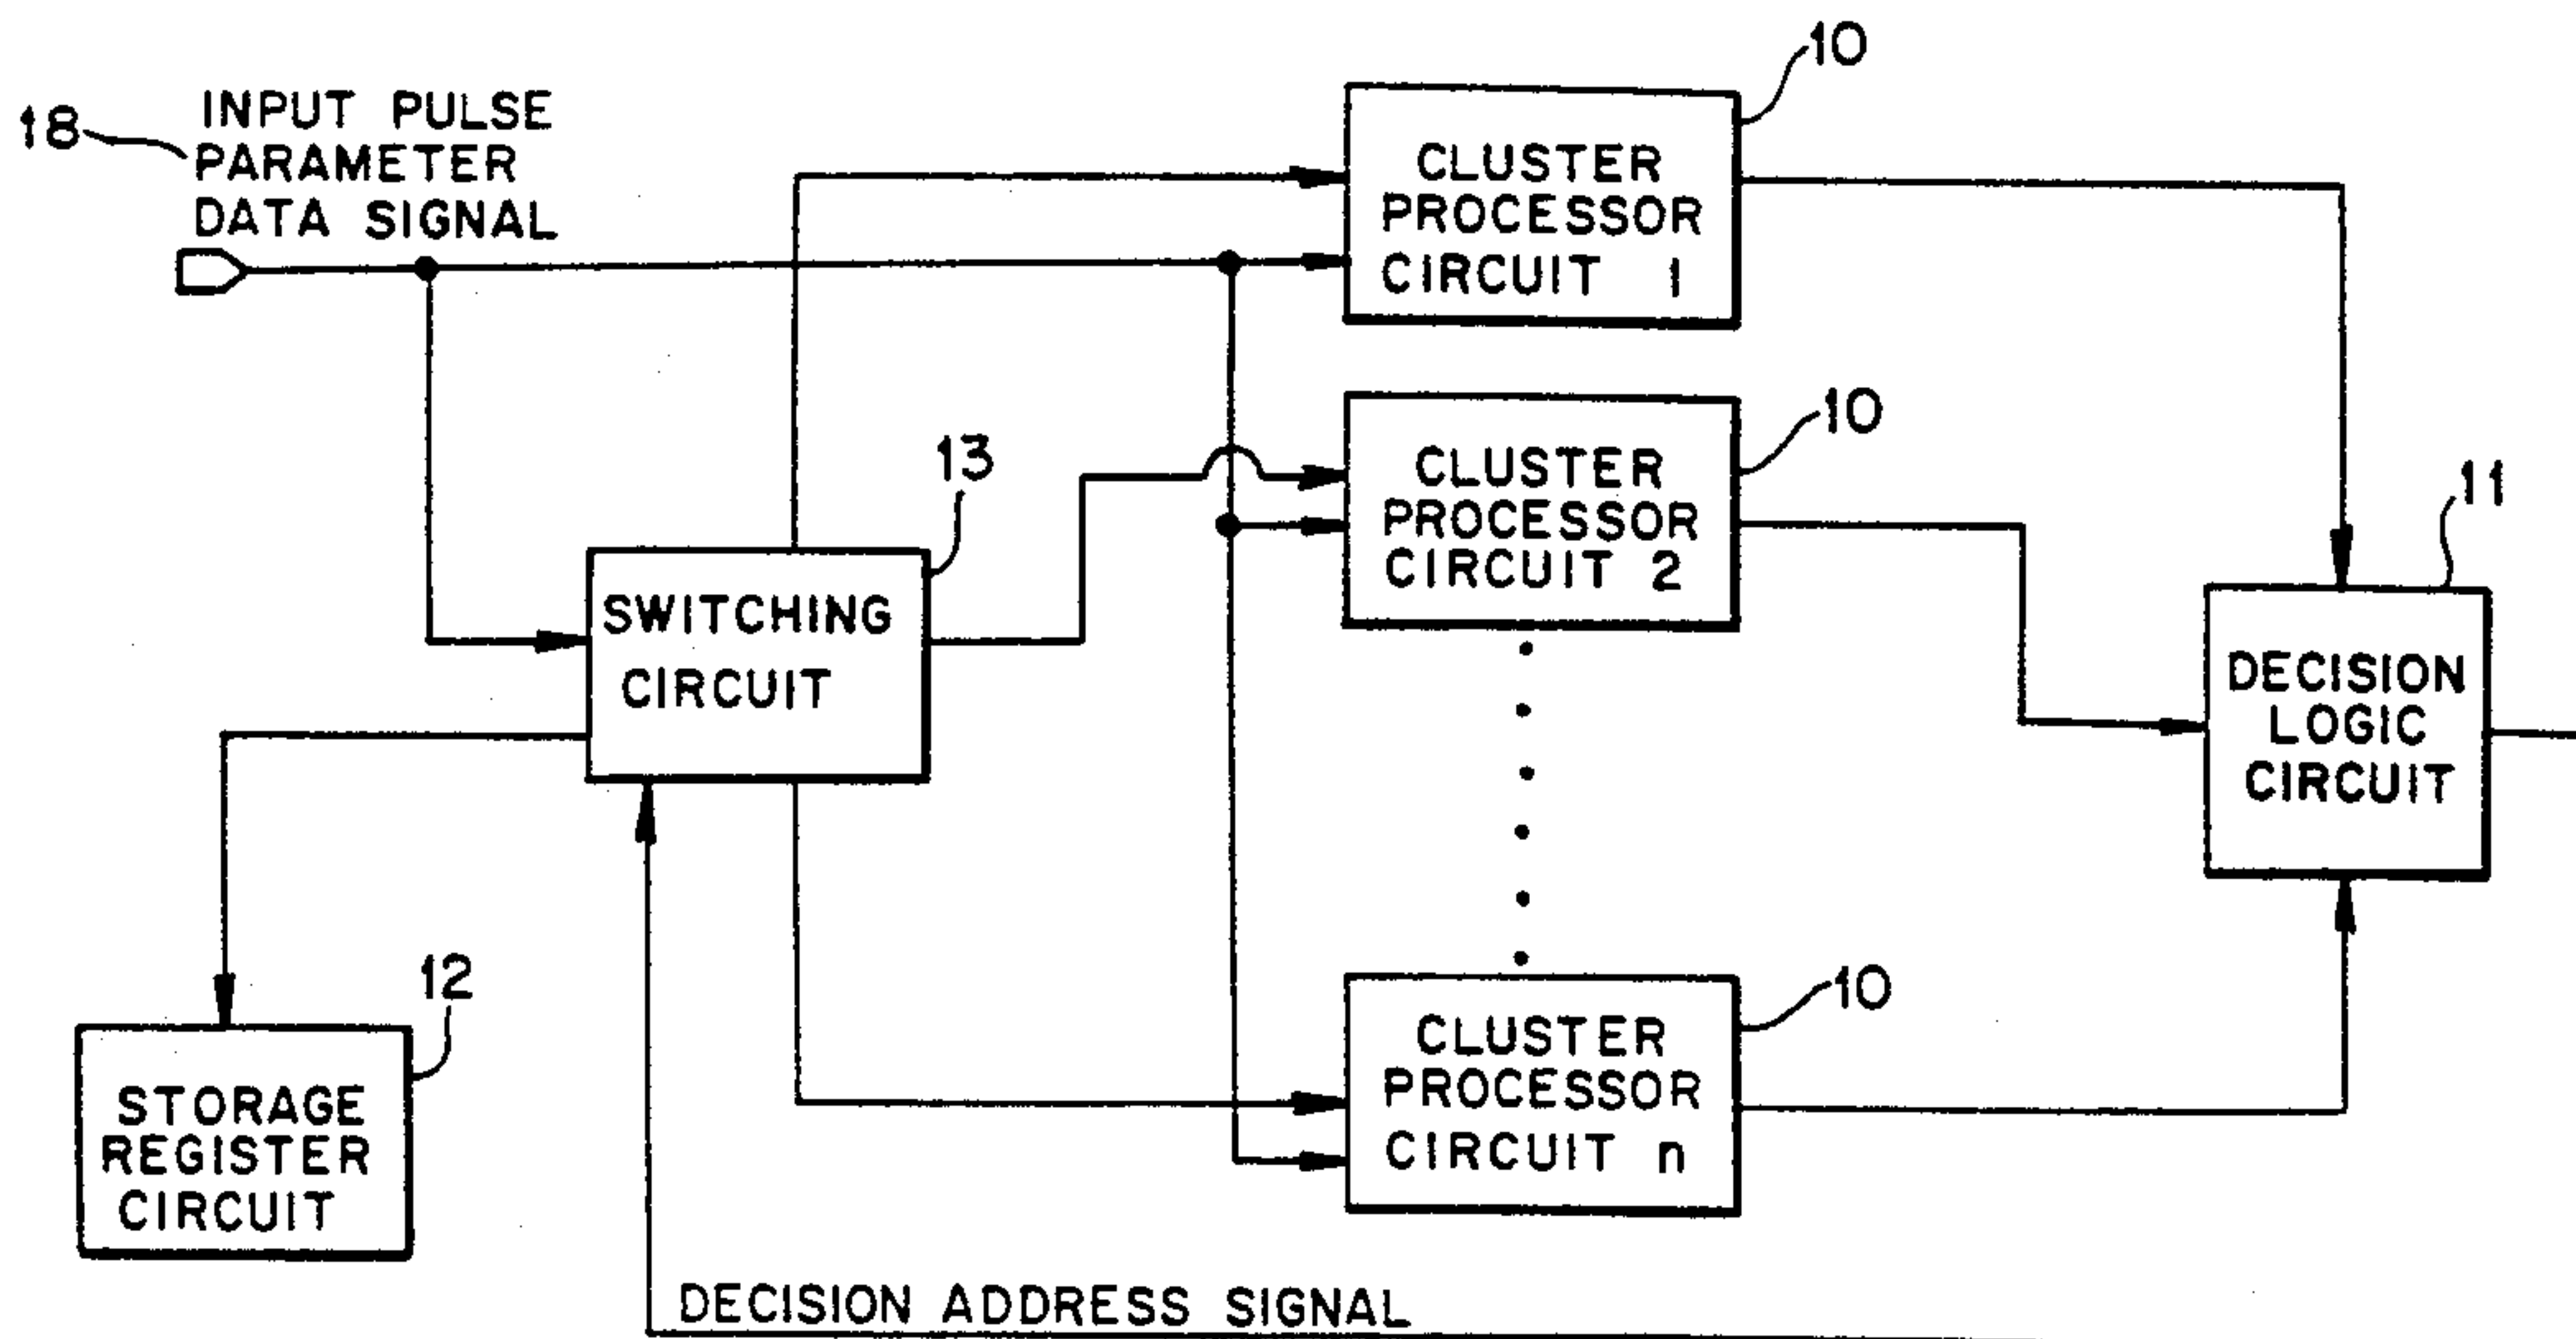 18
INPUT PULSE
PARAMETER
DATA SIGNAL
10
CLUSTER
PROCESSOR
CIRCUIT 1
10
CLUSTER
PROCESSOR
CIRCUIT 2
13
SWITCHING
CIRCUIT
11
DECISION
LOGIC
CIRCUIT
12
STORAGE
REGISTER
CIRCUIT
10
CLUSTER
PROCESSOR
CIRCUIT n
DECISION ADDRESS SIGNAL